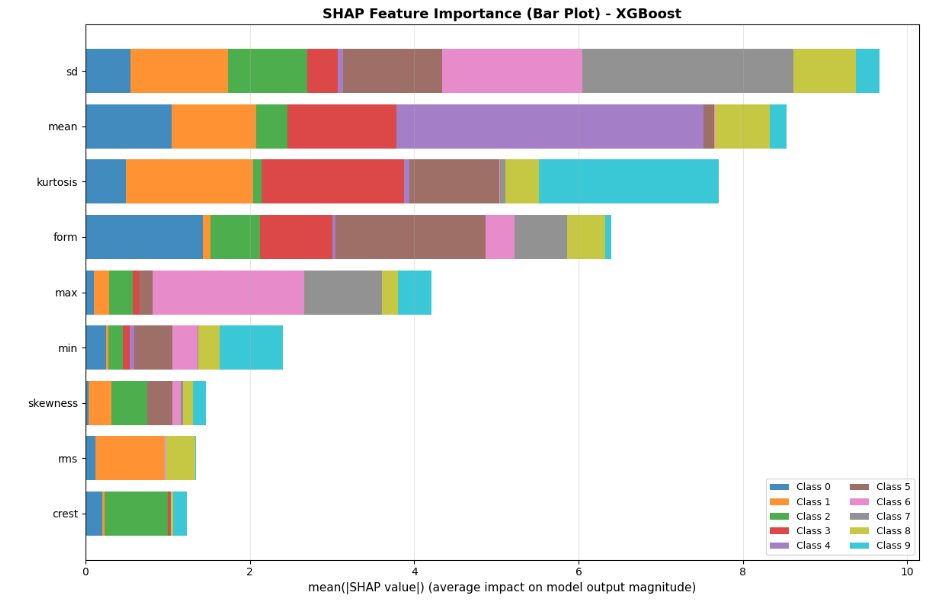 SHAP Feature Importance (Bar Plot) - XGBoost
sd
mean
kurtosis
form
max
min
skewness
rms
crest
Class 0
Class 1
Class 2
Class 3
Class 4
Class 5
Class 6
Class 7
Class 8
Class 9
0 2 4 6 8 10
mean(|SHAP value|) (average impact on model output magnitude)